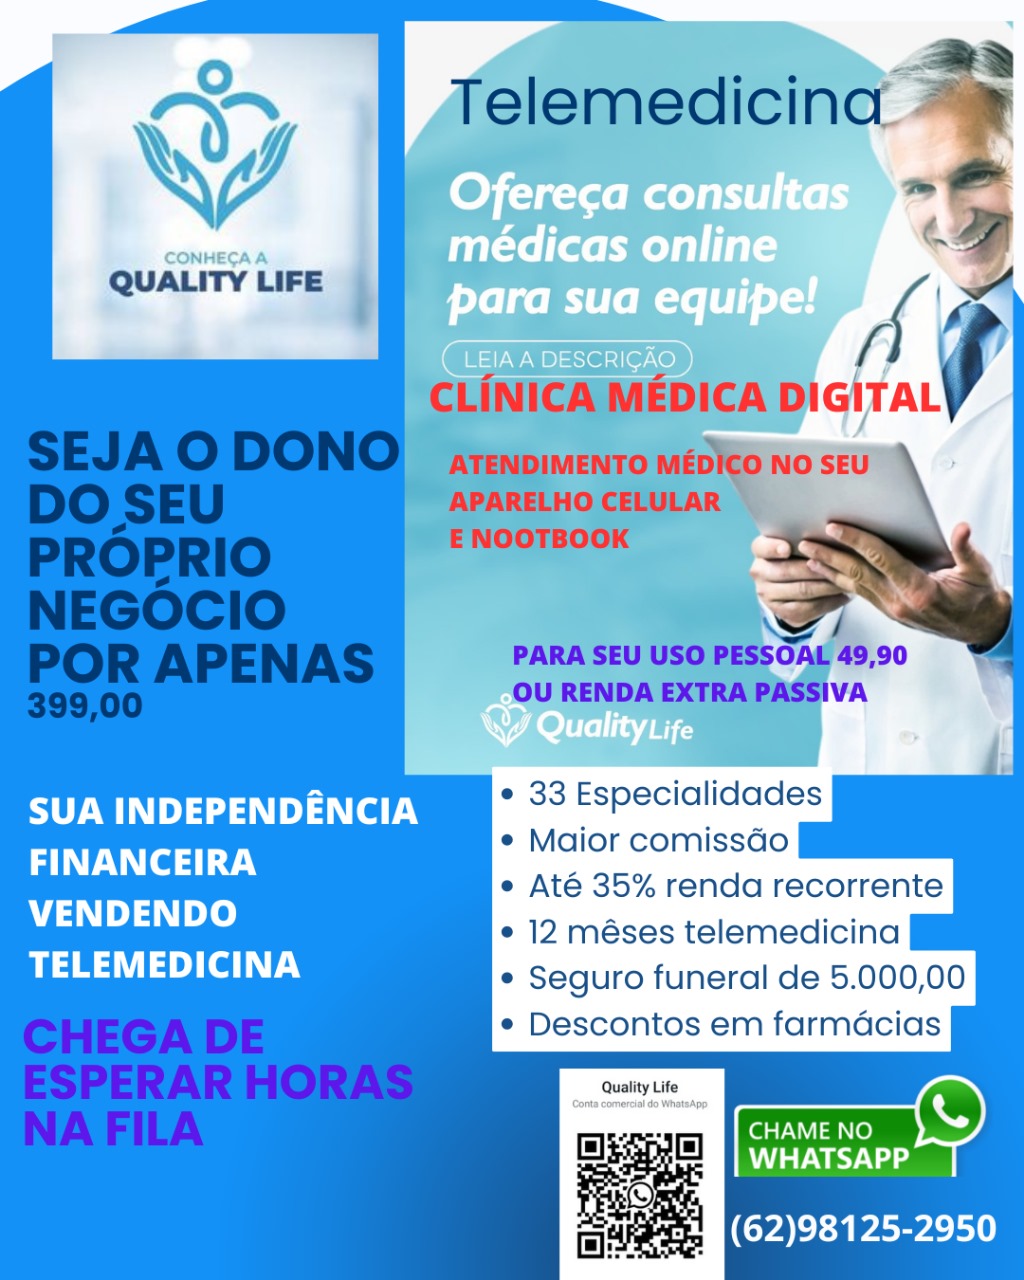 CONHEÇA A
QUALITY LIFE
Telemedicina
Ofereça consultas
médicas online
para sua equipe!
LEIA A DESCRIÇÃO
CLÍNICA MÉDICA DIGITAL
ATENDIMENTO MÉDICO NO SEU
APARELHO CELULAR
E NOOTBOOK
PARA SEU USO PESSOAL 49,90
OU RENDA EXTRA PASSIVA
Quality Life
SEJA O DONO
DO SEU
PRÓPRIO
NEGÓCIO
POR APENAS
399,00
SUA INDEPENDÊNCIA
FINANCEIRA
VENDENDO
TELEMEDICINA
CHEGA DE
ESPERAR HORAS
NA FILA
• 33 Especialidades
• Maior comissão
• Até 35% renda recorrente
• 12 mêses telemedicina
• Seguro funeral de 5.000,00
• Descontos em farmácias
Quality Life
Conta comercial do WhatsApp
CHAME NO
WHATSAPP
(62)98125-2950